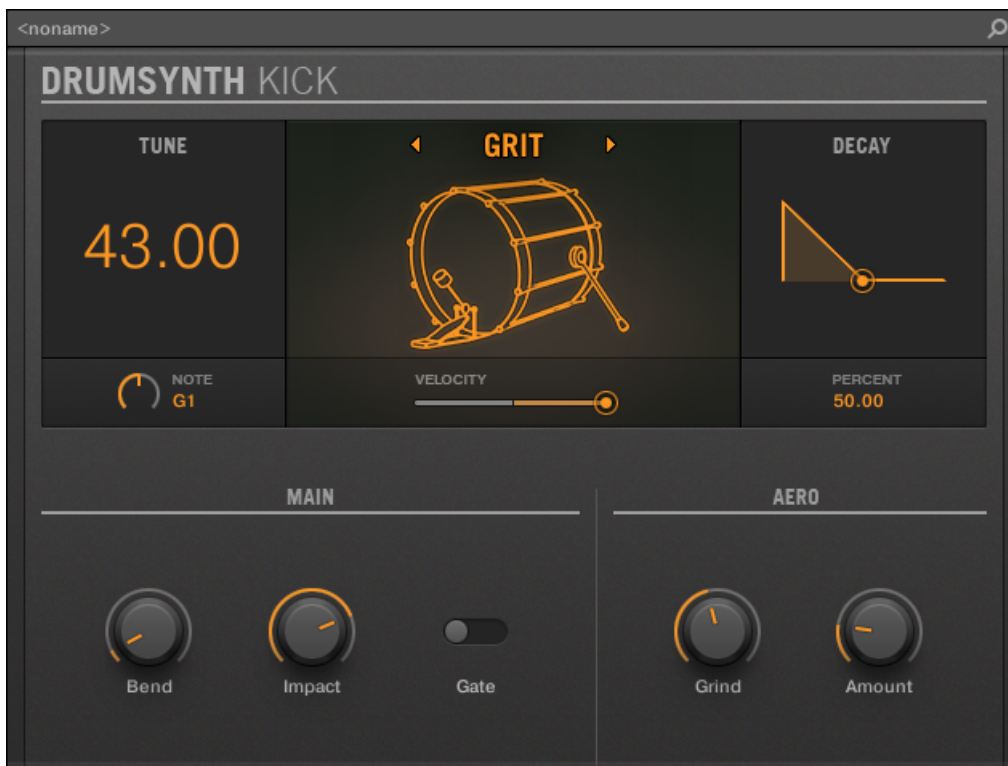 <noname>
DRUMSYNTH KICK
TUNE
GRIT
DECAY
43.00
NOTE
G1
VELOCITY
PERCENT
50.00
MAIN
AERO
Bend
Impact
Gate
Grind
Amount